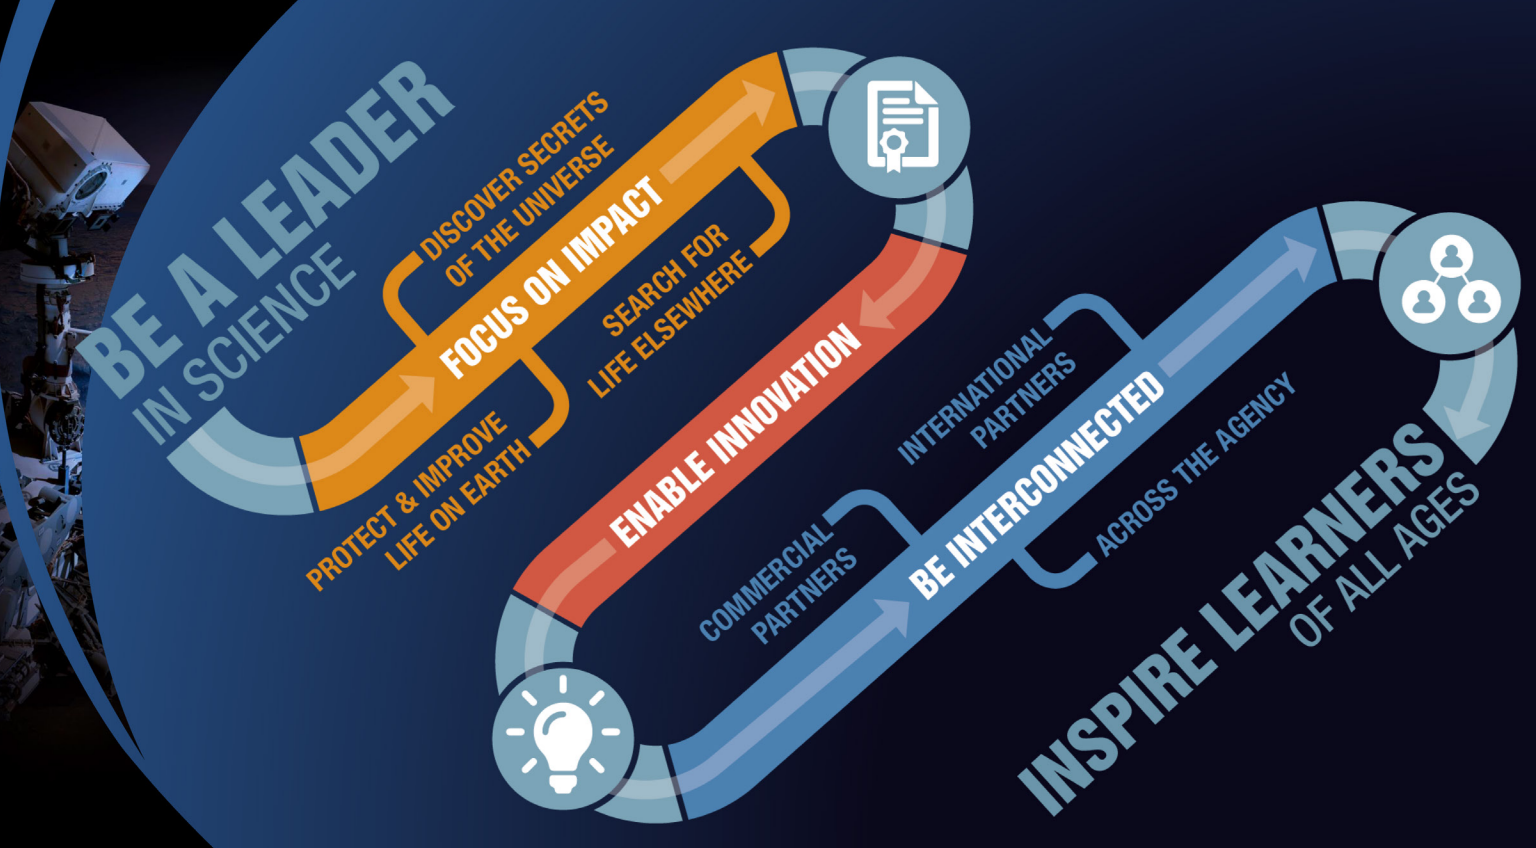 BE A LEADER
IN SCIENCE
DISCOVER SECRETS
OF THE UNIVERSE
FOCUS ON IMPACT
SEARCH FOR
LIFE ELSEWHERE
PROTECT & IMPROVE
LIFE ON EARTH
ENABLE INNOVATION
INTERNATIONAL
PARTNERS
COMMERCIAL
PARTNERS
BE INTERCONNECTED
ACROSS THE AGENCY
INSPIRE LEARNERS
OF ALL AGES